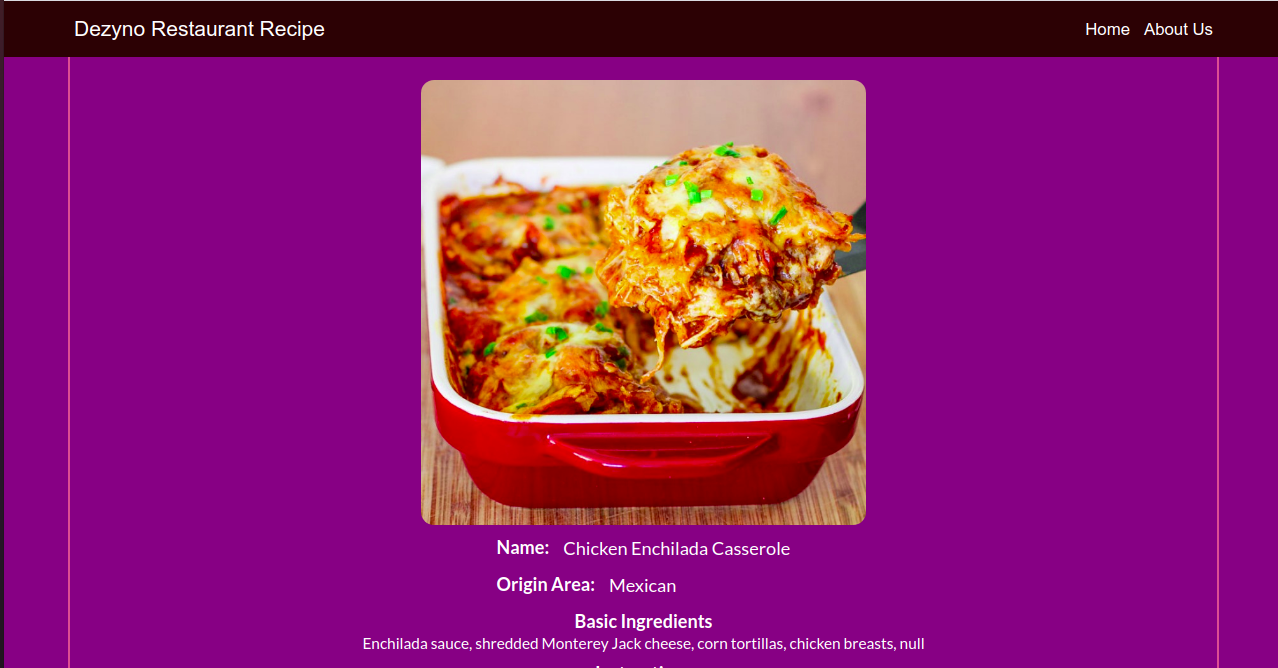 Dezyno Restaurant Recipe
Home About Us
Name: Chicken Enchilada Casserole
Origin Area: Mexican
Basic Ingredients
Enchilada sauce, shredded Monterey Jack cheese, corn tortillas, chicken breasts, null